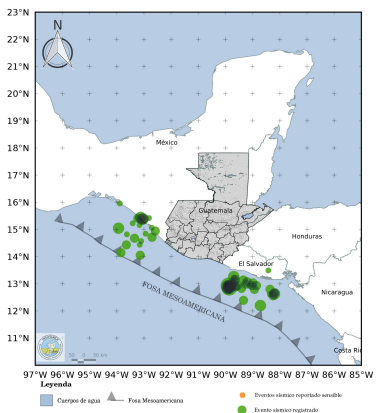 23°N
22°N
21°N
20°N
19°N
18°N
17°N
16°N
15°N
14°N
13°N
12°N
11°N
N
México
Guatemala
Honduras
El Salvador
Nicaragua
Costa Ri
FOSA MESOAMERICANA
97°W 96°W 95°W 94°W 93°W 92°W 91°W 90°W 89°W 88°W 87°W 86°W 85°W
Leyenda
Cuerpos de agua
Fosa Mesoamericana
Eventos sísmico reportado sensible
Evento sísmico registrado